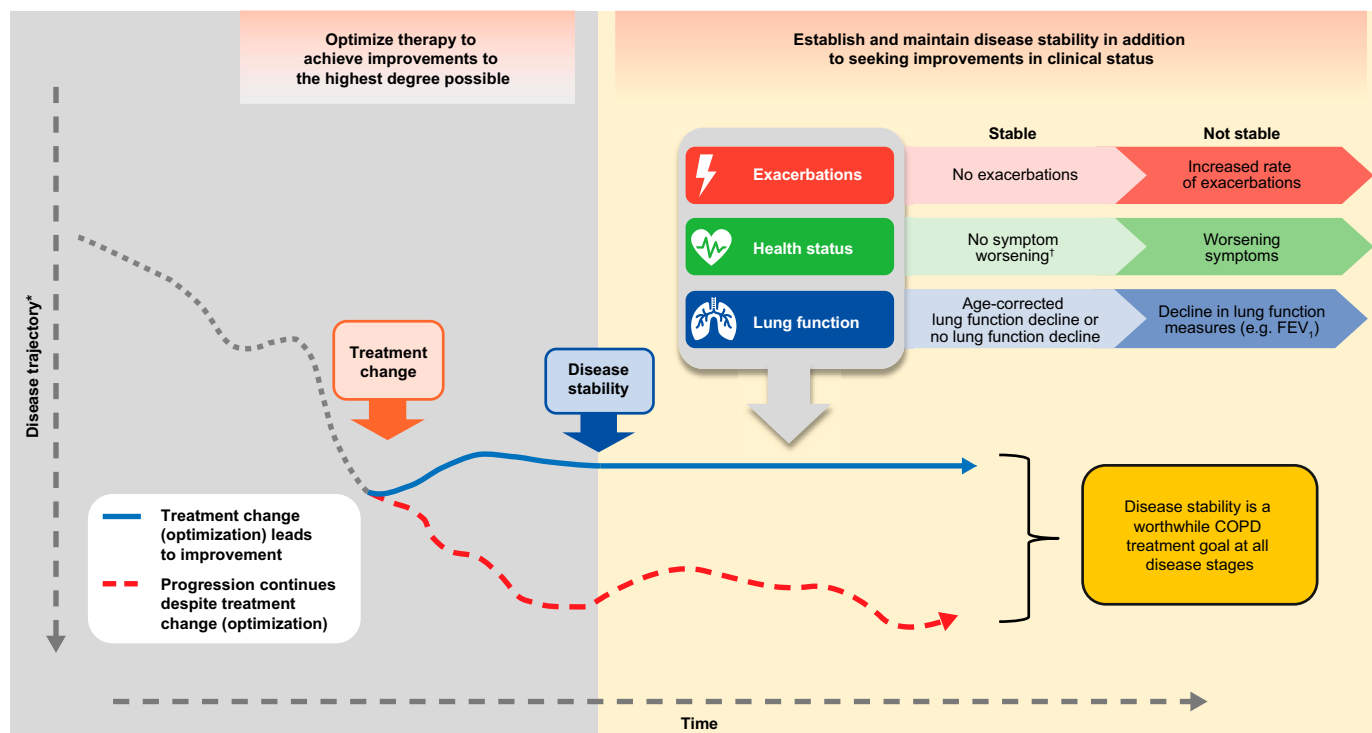 Optimize therapy to
achieve improvements to
the highest degree possible
Establish and maintain disease stability in addition
to seeking improvements in clinical status
Stable
Not stable
Exacerbations
No exacerbations
Increased rate
of exacerbations
Health status
No symptom
worsening†
Worsening
symptoms
Lung function
Age-corrected
lung function decline or
no lung function decline
Decline in lung function
measures (e.g. FEV₁)
Disease trajectory*
Treatment
change
Disease
stability
Treatment change
(optimization) leads
to improvement
Progression continues
despite treatment
change (optimization)
Disease stability is a
worthwhile COPD
treatment goal at all
disease stages
Time